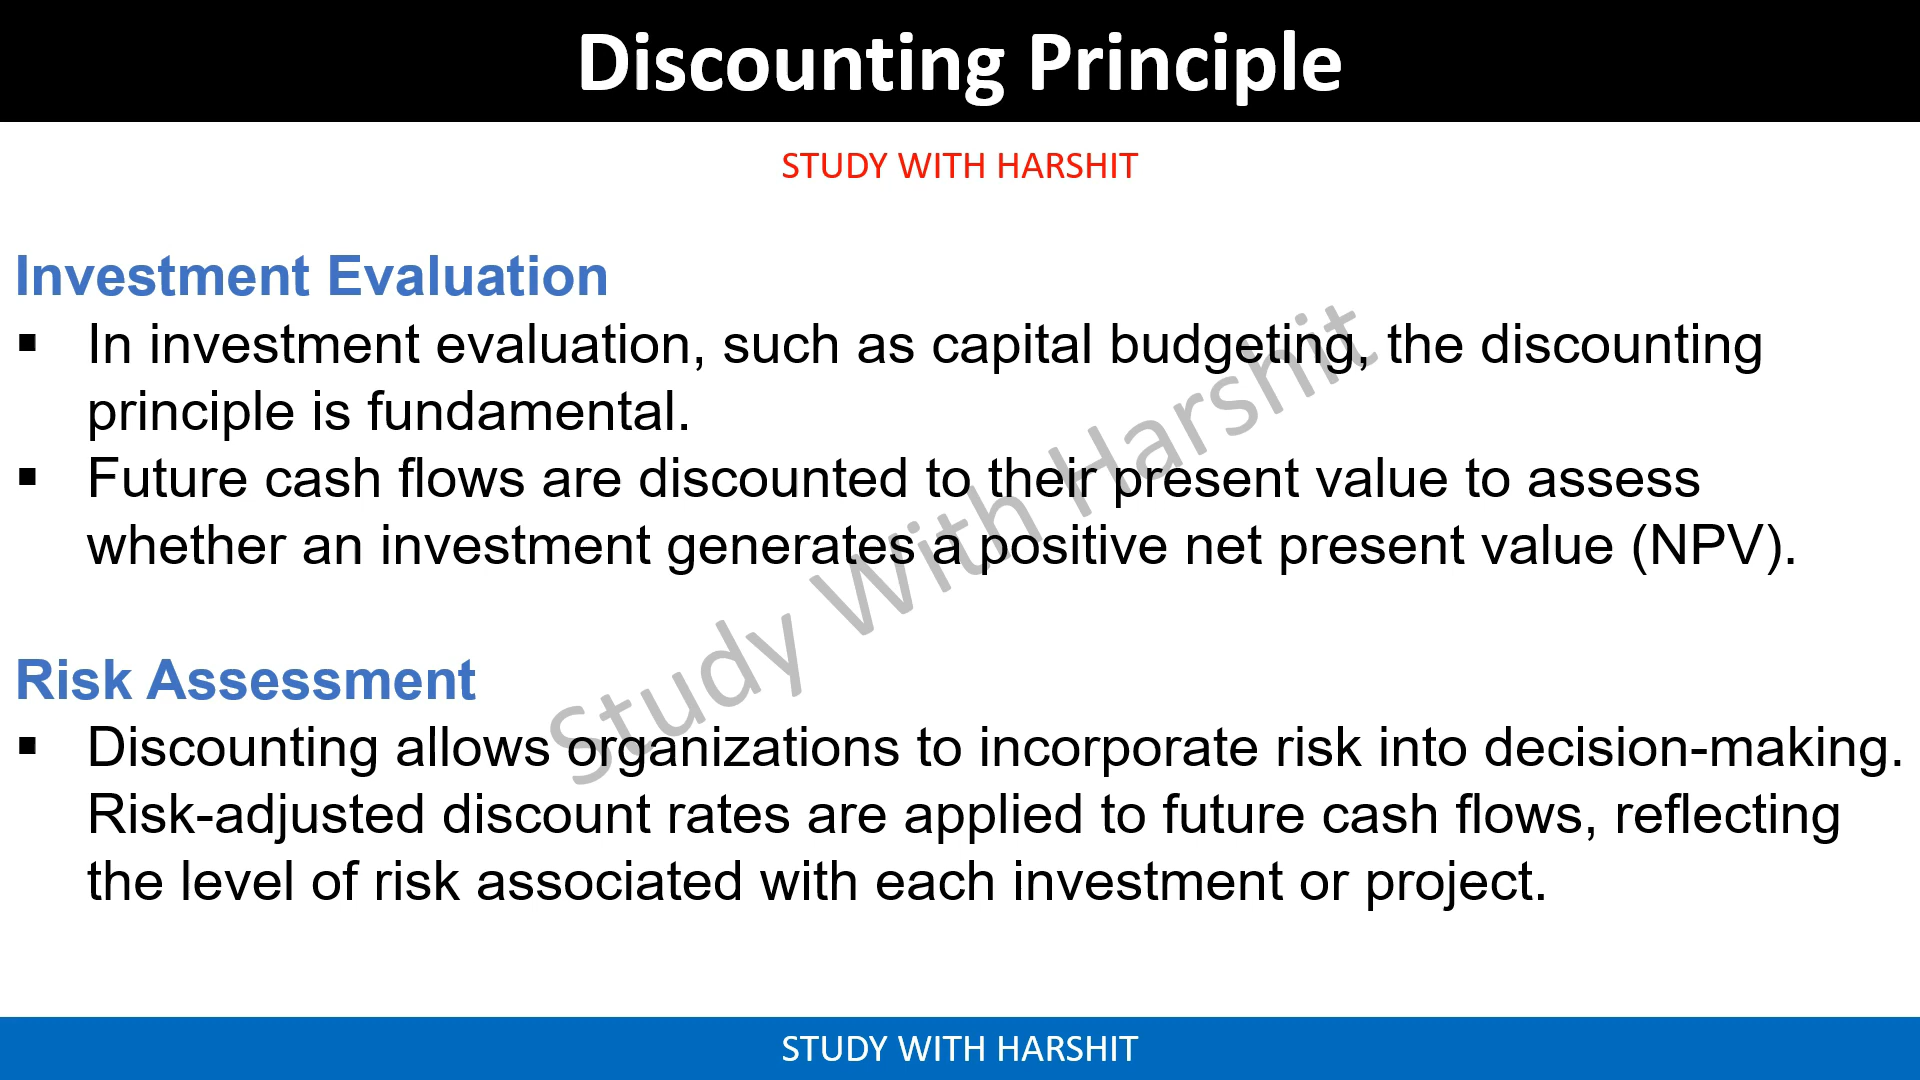 Discounting Principle
STUDY WITH HARSHIT
Investment Evaluation
▪ In investment evaluation, such as capital budgeting, the discounting
principle is fundamental.
▪ Future cash flows are discounted to their present value to assess
whether an investment generates a positive net present value (NPV).
Study With Harshit
Risk Assessment
▪ Discounting allows organizations to incorporate risk into decision-making.
Risk-adjusted discount rates are applied to future cash flows, reflecting
the level of risk associated with each investment or project.
STUDY WITH HARSHIT